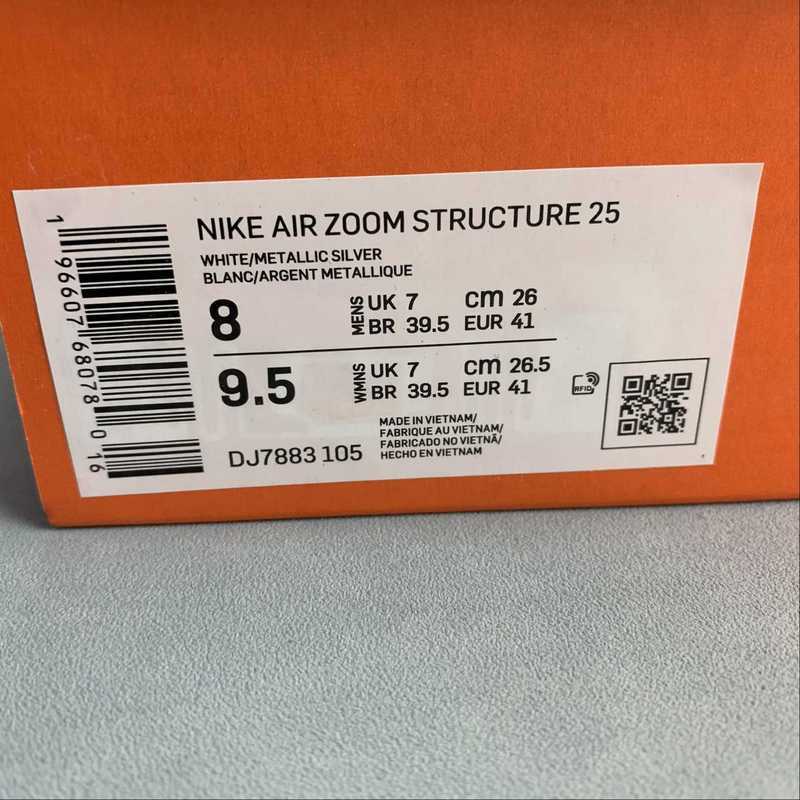 NIKE AIR ZOOM STRUCTURE 25
WHITE/METALLIC SILVER
BLANC/ARGENT METALLIQUE
8 MENS UK 7 cm 26
BR 39.5 EUR 41
9.5 WMNS UK 7 cm 26.5
BR 39.5 EUR 41
RFID
DJ7883 105
MADE IN VIETNAM/
FABRIQUE AU VIETNAM/
FABRICADO NO VIETNÃ/
HECHO EN VIETNAM
1 96607 68078 0 16